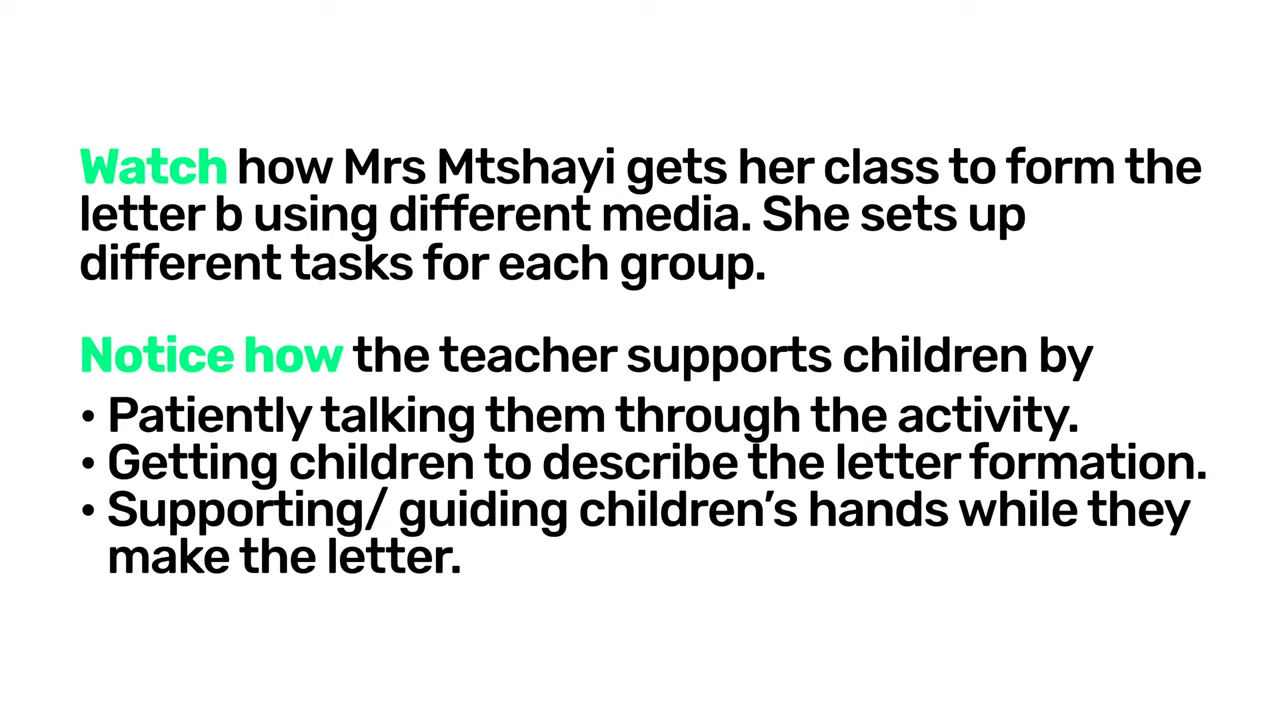 Watch how Mrs Mtshayi gets her class to form the
letter b using different media. She sets up
different tasks for each group.
Notice how the teacher supports children by
• Patiently talking them through the activity.
• Getting children to describe the letter formation.
• Supporting/ guiding children’s hands while they
make the letter.